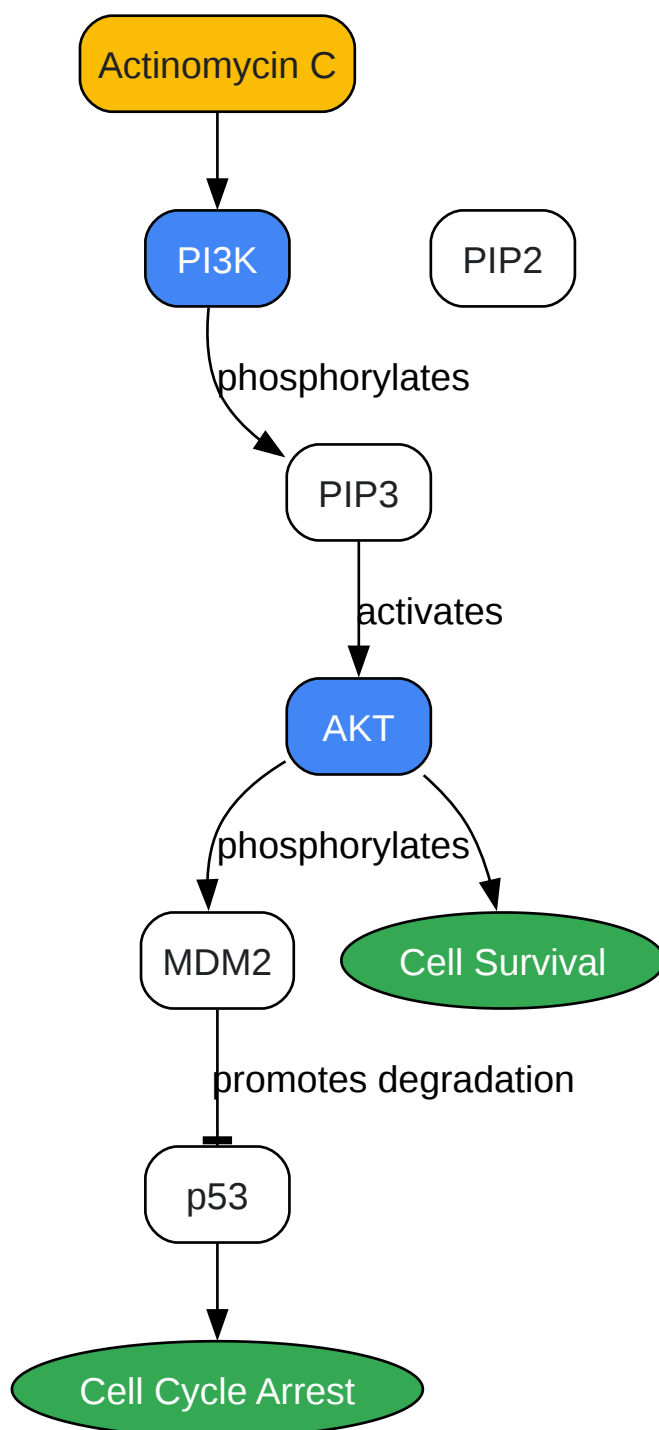 Actinomycin C
PI3K
PIP2
phosphorylates
PIP3
activates
AKT
phosphorylates
MDM2
Cell Survival
promotes degradation
p53
Cell Cycle Arrest